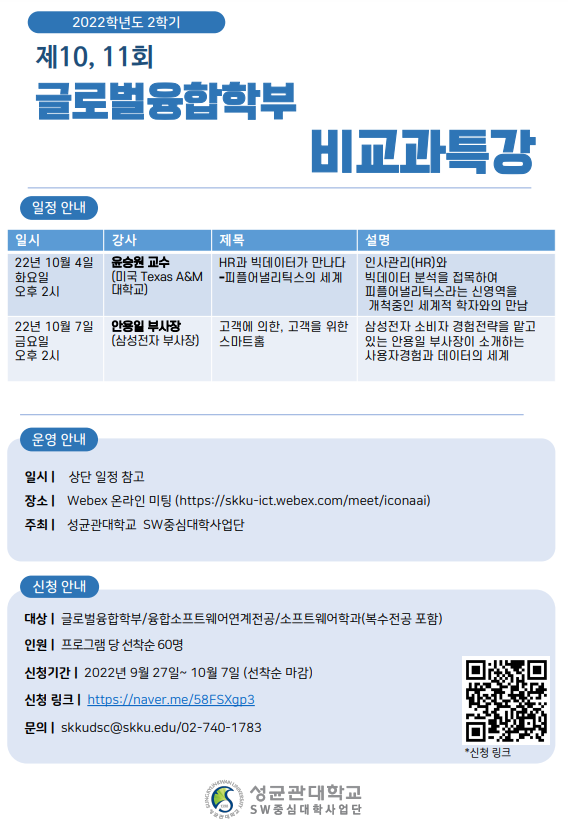 2022학년도 2학기
제10, 11회
글로벌융합학부
비교과특강
일정 안내
일시 강사 제목 설명
22년 10월 4일
화요일
오후 2시
윤승원 교수
(미국 Texas A&M
대학교)
HR과 빅데이터가 만나다
-피플어널리틱스의 세계
인사관리(HR)와
빅데이터 분석을 접목하여
피플어널리틱스라는 신영역을
개척중인 세계적 학자와의 만남
22년 10월 7일
금요일
오후 2시
안용일 부사장
(삼성전자 부사장)
고객에 의한, 고객을 위한
스마트홈
삼성전자 소비자 경험전략을 맡고
있는 안용일 부사장이 소개하는
사용자경험과 데이터의 세계
운영 안내
일시 | 상단 일정 참고
장소 | Webex 온라인 미팅 (https://skku-ict.webex.com/meet/iconaai)
주최 | 성균관대학교 SW중심대학사업단
신청 안내
대상 | 글로벌융합학부/융합소프트웨어연계전공/소프트웨어학과(복수전공 포함)
인원 | 프로그램 당 선착순 60명
신청기간 | 2022년 9월 27일~ 10월 7일 (선착순 마감)
신청 링크 | https://naver.me/58FSXgp3
문의 | skkudsc@skku.edu/02-740-1783
*신청 링크
성균관대학교
SW중심대학사업단